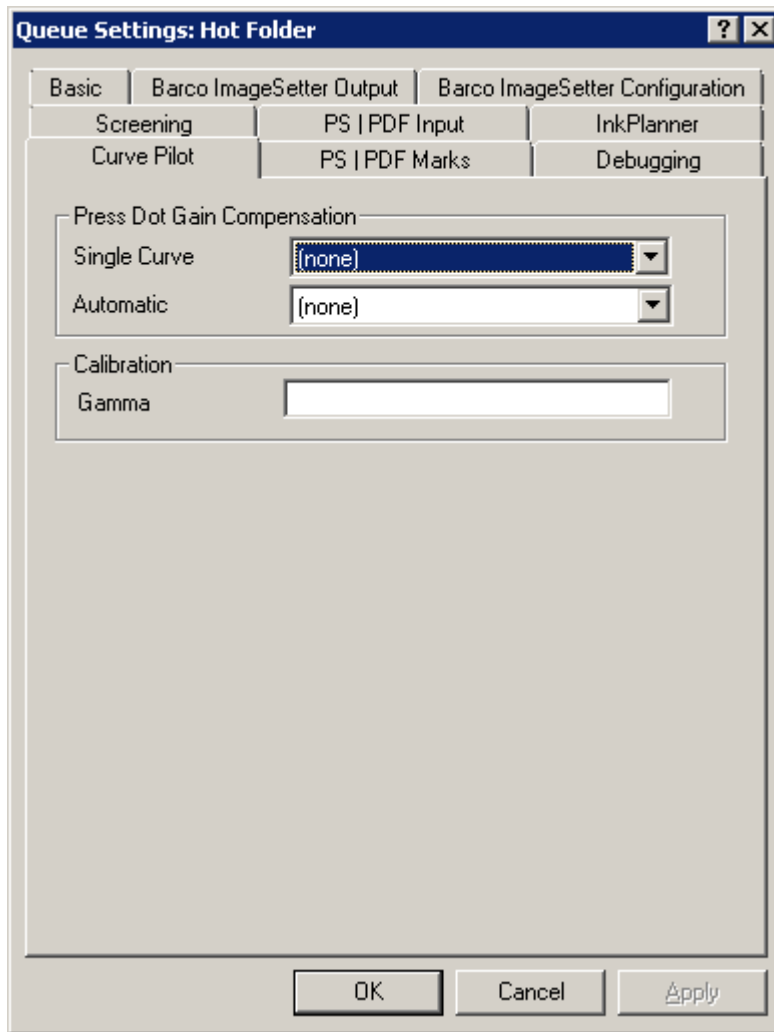 Queue Settings: Hot Folder
Basic Barco ImageSetter Output Barco ImageSetter Configuration
Screening PS | PDF Input InkPlanner
Curve Pilot PS | PDF Marks Debugging
Press Dot Gain Compensation
Single Curve (none)
Automatic (none)
Calibration
Gamma
OK Cancel Apply